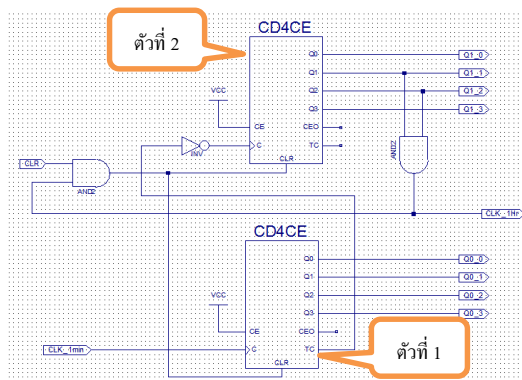 CD4CE
ตัวที่ 2
Q0
Q1_0
Q1
Q1_1
Q2
Q1_2
VCC
Q3
Q1_3
CE
CEO
C
TC
INV
CLR
AND2
CLR
AND2
CLK_1Hr
CD4CE
Q0
Q0_0
Q1
Q0_1
VCC
Q2
Q0_2
Q3
Q0_3
CE
CEO
CLK_1min
C
TC
ตัวที่ 1
CLR